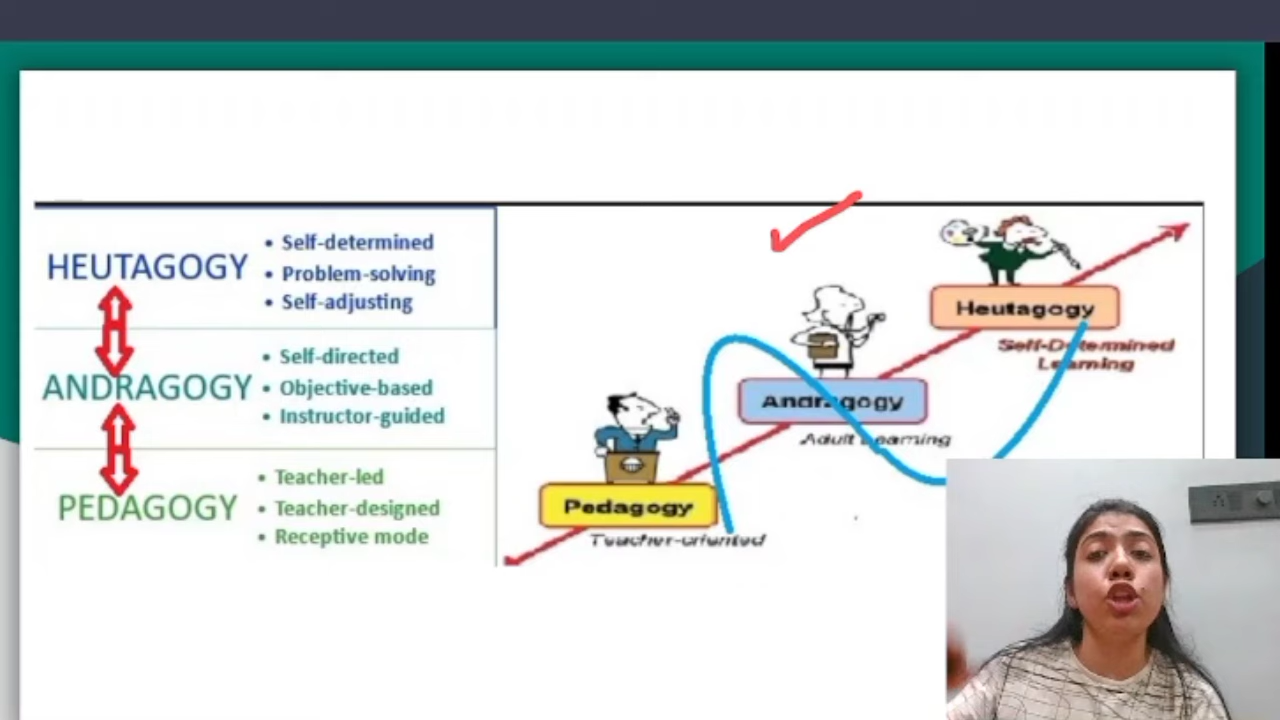 HEUTAGOGY
• Self-determined
• Problem-solving
• Self-adjusting
ANDRAGOGY
• Self-directed
• Objective-based
• Instructor-guided
PEDAGOGY
• Teacher-led
• Teacher-designed
• Receptive mode
Heutagogy
Self-Determined
Learning
Andragogy
Adult Learning
Pedagogy
Teacher-oriented